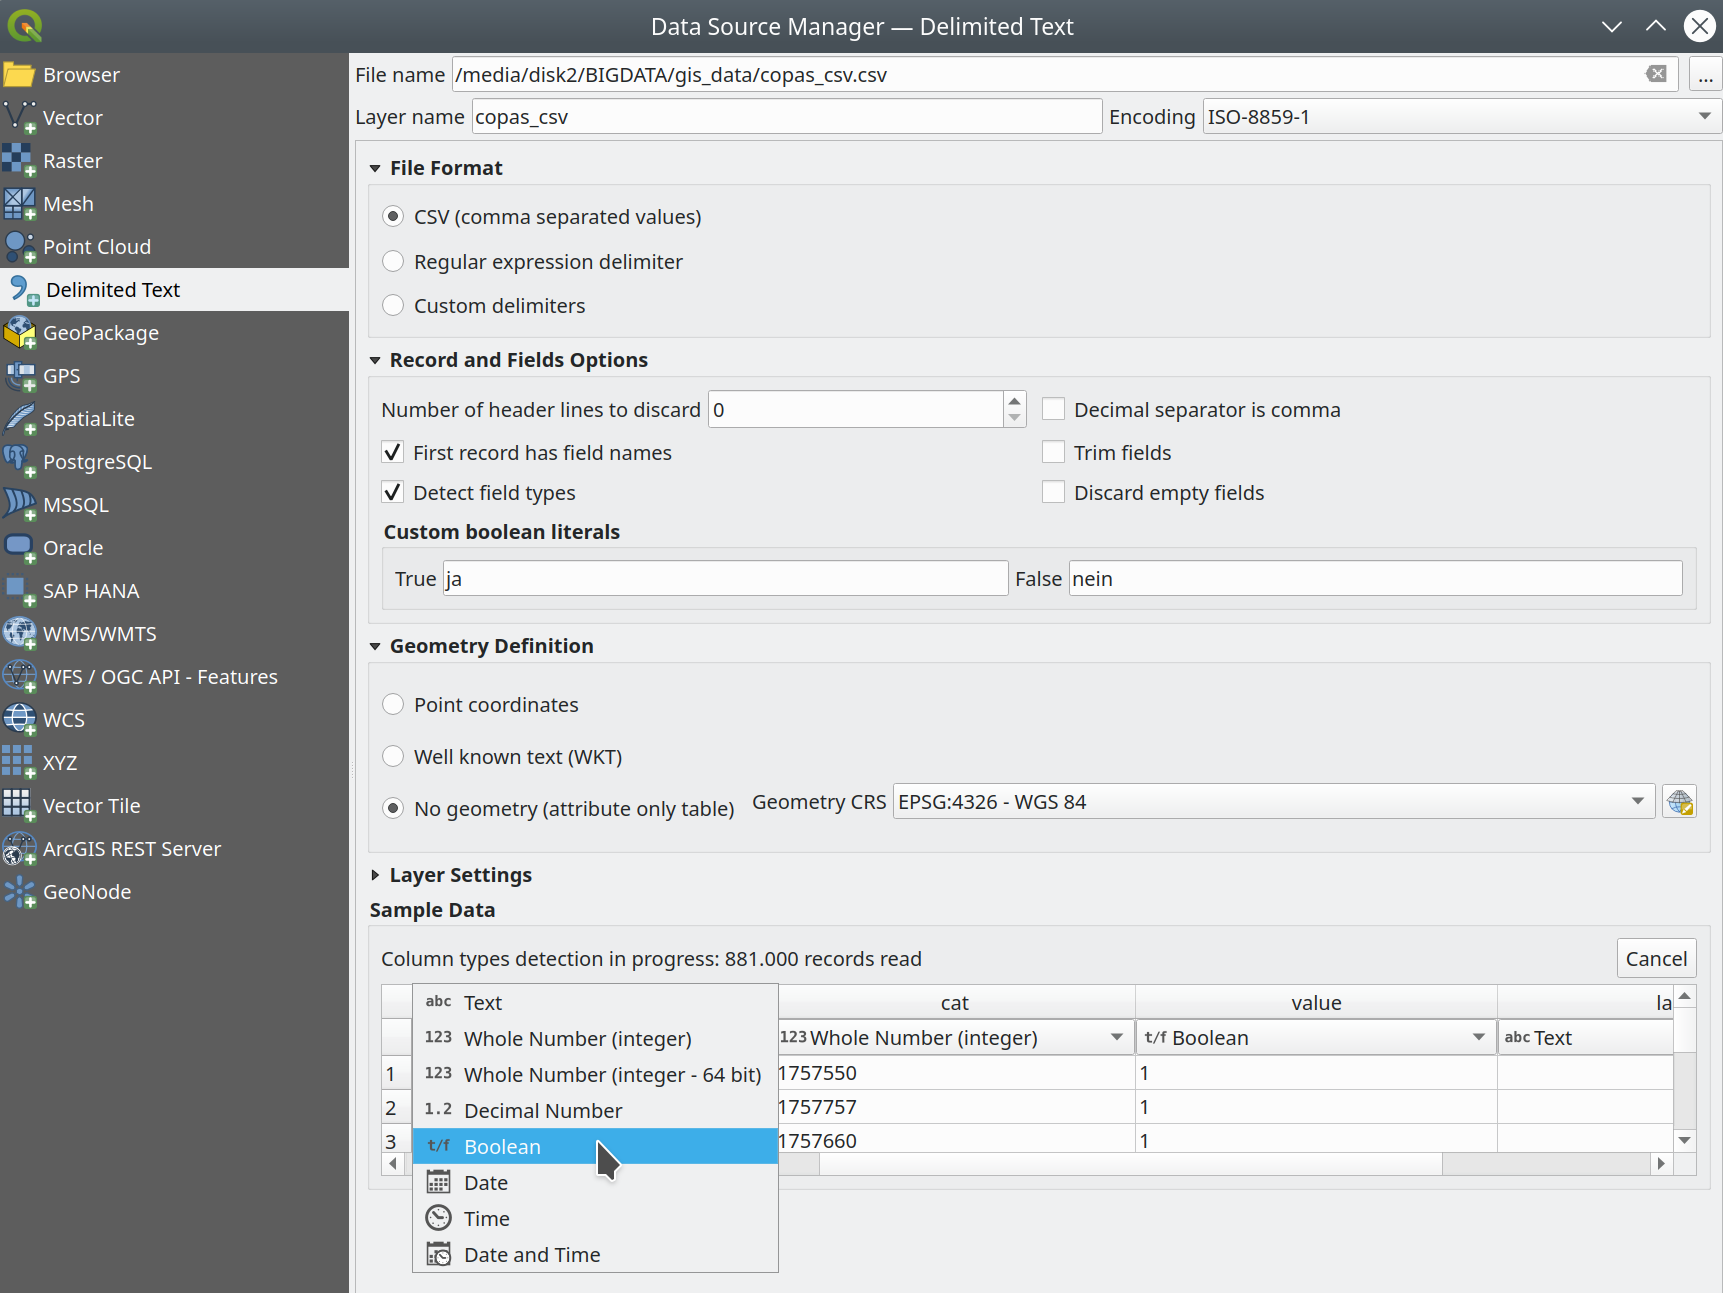 Data Source Manager — Delimited Text
Browser
Vector
Raster
Mesh
Point Cloud
Delimited Text
GeoPackage
GPS
SpatiaLite
PostgreSQL
MSSQL
Oracle
SAP HANA
WMS/WMTS
WFS / OGC API - Features
WCS
XYZ
Vector Tile
ArcGIS REST Server
GeoNode
File name /media/disk2/BIGDATA/gis_data/copas_csv.csv ...
Layer name copas_csv Encoding ISO-8859-1
File Format
CSV (comma separated values)
Regular expression delimiter
Custom delimiters
Record and Fields Options
Number of header lines to discard 0 Decimal separator is comma
First record has field names Trim fields
Detect field types Discard empty fields
Custom boolean literals
True ja False nein
Geometry Definition
Point coordinates
Well known text (WKT)
No geometry (attribute only table) Geometry CRS EPSG:4326 - WGS 84
Layer Settings
Sample Data
Column types detection in progress: 881.000 records read Cancel
cat value la
123 Whole Number (integer) t/f Boolean abc Text
1 1757550 1
2 1757757 1
3 1757660 1
abc Text
123 Whole Number (integer)
123 Whole Number (integer - 64 bit)
1.2 Decimal Number
t/f Boolean
Date
Time
Date and Time